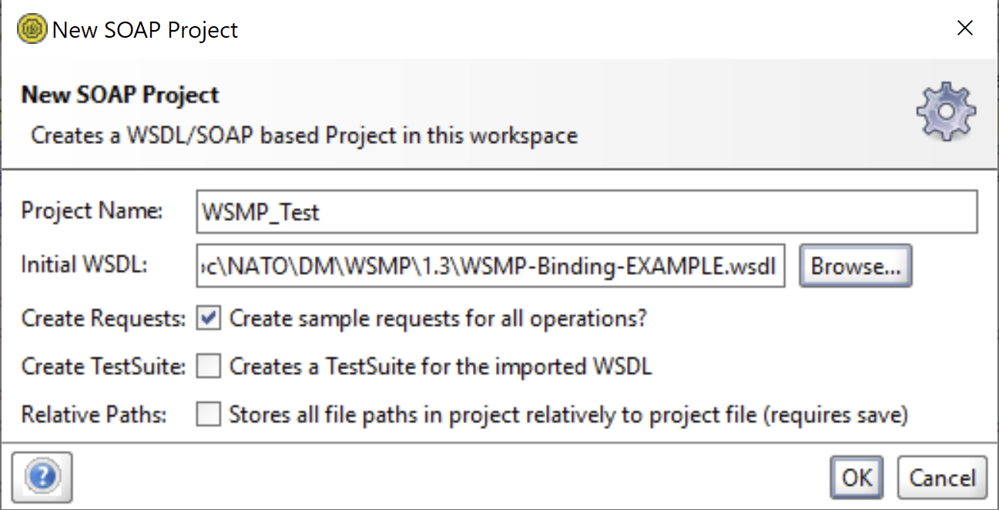 New SOAP Project
New SOAP Project
Creates a WSDL/SOAP based Project in this workspace
Project Name: WSMP_Test
Initial WSDL: c\NATO\DM\WSMP\1.3\WSMP-Binding-EXAMPLE.wsdl Browse...
Create Requests: Create sample requests for all operations?
Create TestSuite: Creates a TestSuite for the imported WSDL
Relative Paths: Stores all file paths in project relatively to project file (requires save)
? OK Cancel